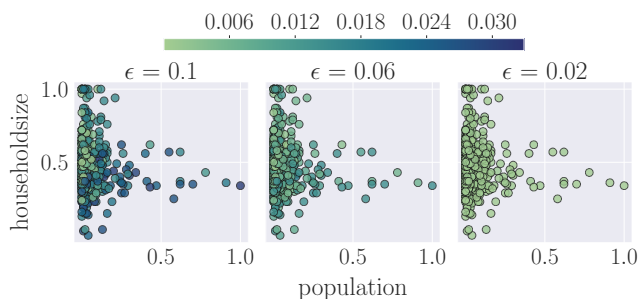 0.006 0.012 0.018 0.024 0.030
ϵ = 0.1 ϵ = 0.06 ϵ = 0.02
1.0
0.5
householdsize
0.5 1.0 0.5 1.0 0.5 1.0
population